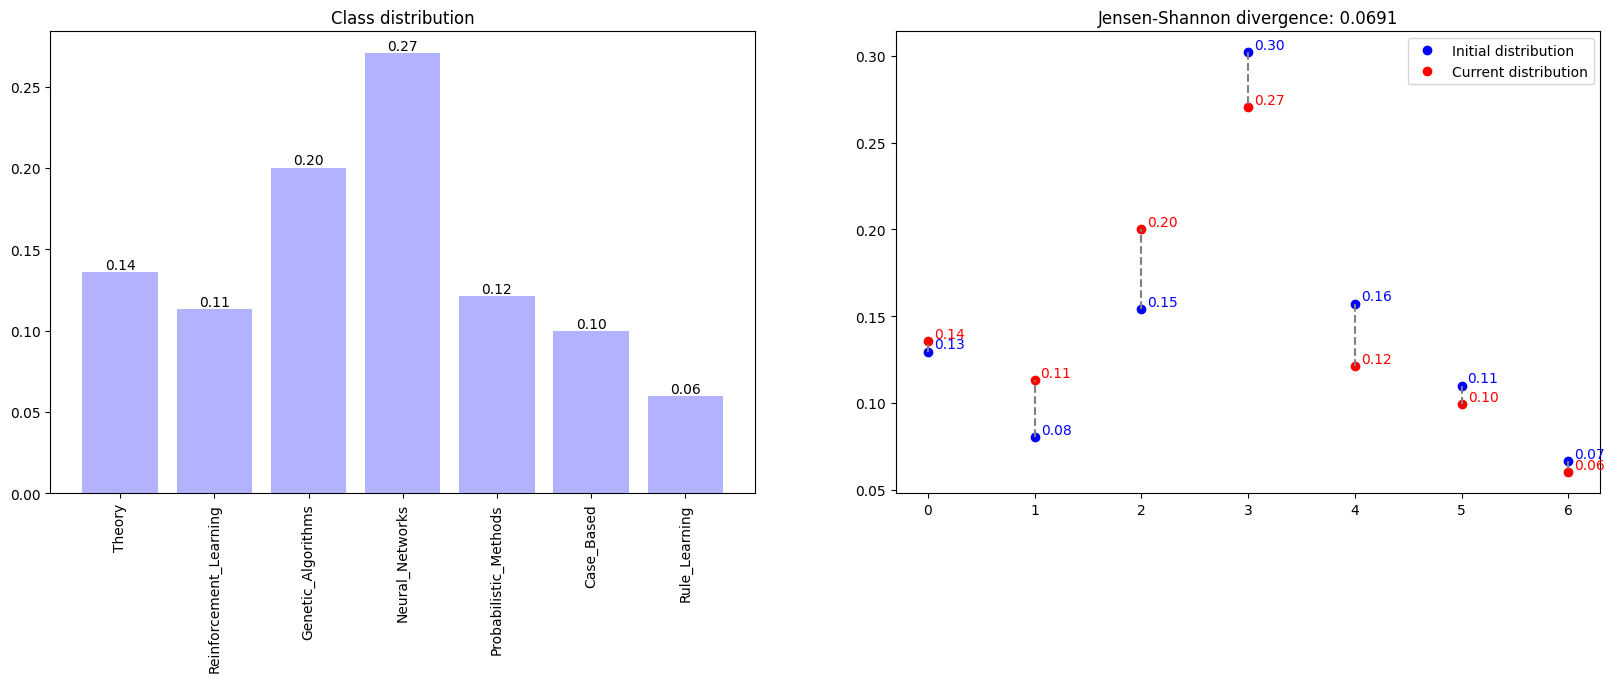 Class distribution
0.25
0.20
0.15
0.10
0.05
0.00
0.14
0.11
0.20
0.27
0.12
0.10
0.06
Theory
Reinforcement_Learning
Genetic_Algorithms
Neural_Networks
Probabilistic_Methods
Case_Based
Rule_Learning
Jensen-Shannon divergence: 0.0691
Initial distribution
Current distribution
0.30
0.25
0.20
0.15
0.10
0.05
0.14
0.13
0.11
0.08
0.20
0.15
0.30
0.27
0.16
0.12
0.11
0.10
0.07
0.06
0 1 2 3 4 5 6